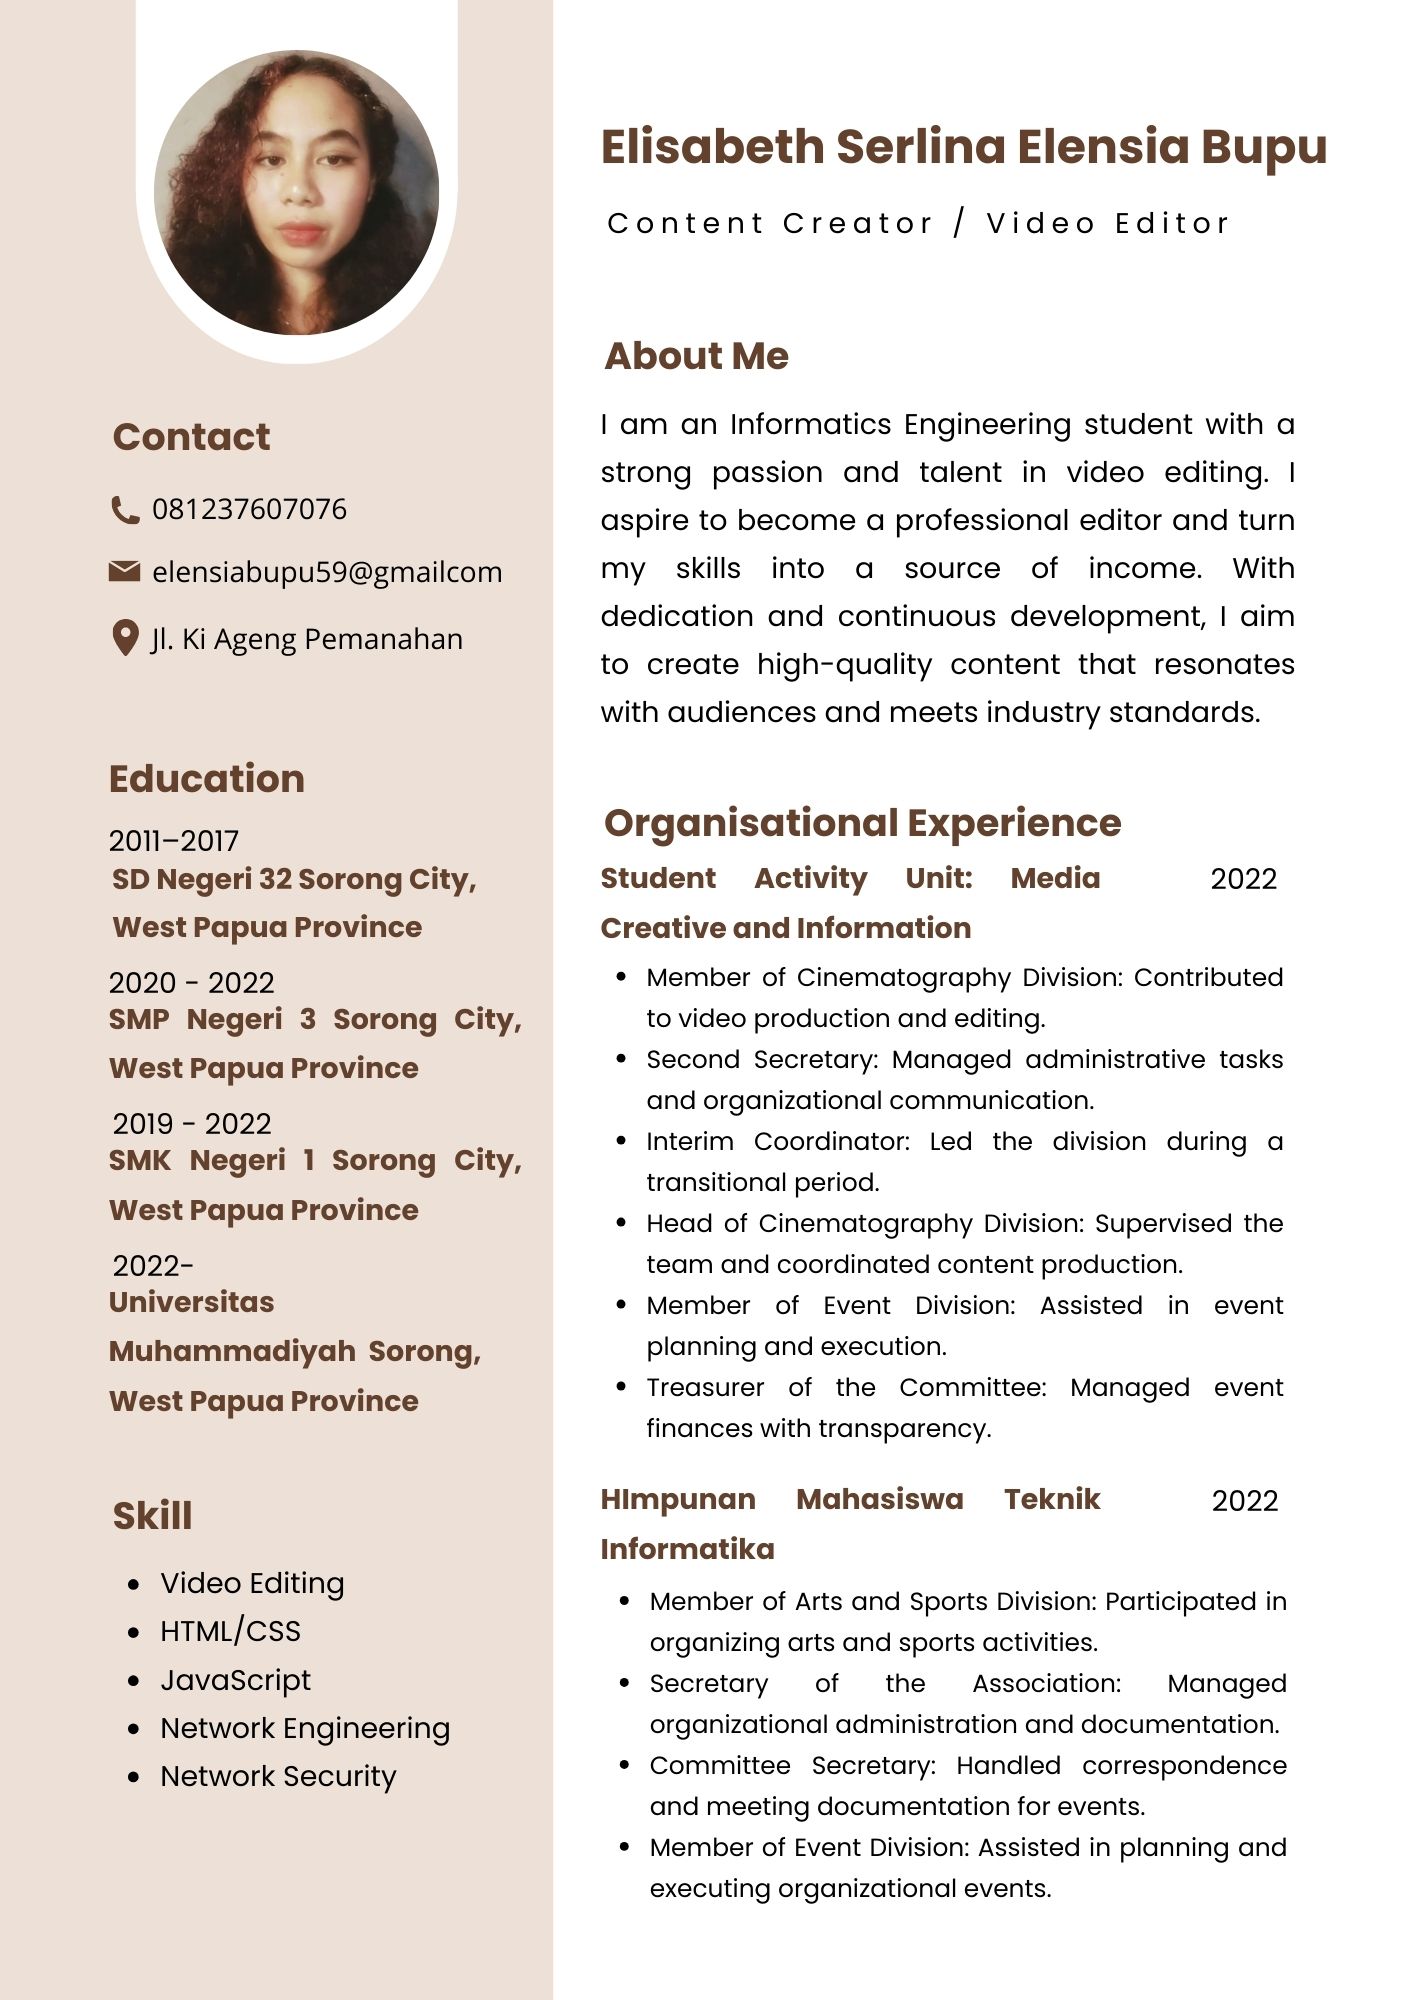 Elisabeth Serlina Elensia Bupu
Content Creator / Video Editor
Contact
081237607076
elensiabupu59@gmailcom
Jl. Ki Ageng Pemanahan
Education
2011–2017
SD Negeri 32 Sorong City,
West Papua Province
2020 - 2022
SMP Negeri 3 Sorong City,
West Papua Province
2019 - 2022
SMK Negeri 1 Sorong City,
West Papua Province
2022-
Universitas
Muhammadiyah Sorong,
West Papua Province
Skill
• Video Editing
• HTML/CSS
• JavaScript
• Network Engineering
• Network Security
About Me
I am an Informatics Engineering student with a
strong passion and talent in video editing. I
aspire to become a professional editor and turn
my skills into a source of income. With
dedication and continuous development, I aim
to create high-quality content that resonates
with audiences and meets industry standards.
Organisational Experience
Student Activity Unit: Media 2022
Creative and Information
• Member of Cinematography Division: Contributed
to video production and editing.
• Second Secretary: Managed administrative tasks
and organizational communication.
• Interim Coordinator: Led the division during a
transitional period.
• Head of Cinematography Division: Supervised the
team and coordinated content production.
• Member of Event Division: Assisted in event
planning and execution.
• Treasurer of the Committee: Managed event
finances with transparency.
HImpunan Mahasiswa Teknik 2022
Informatika
• Member of Arts and Sports Division: Participated in
organizing arts and sports activities.
• Secretary of the Association: Managed
organizational administration and documentation.
• Committee Secretary: Handled correspondence
and meeting documentation for events.
• Member of Event Division: Assisted in planning and
executing organizational events.